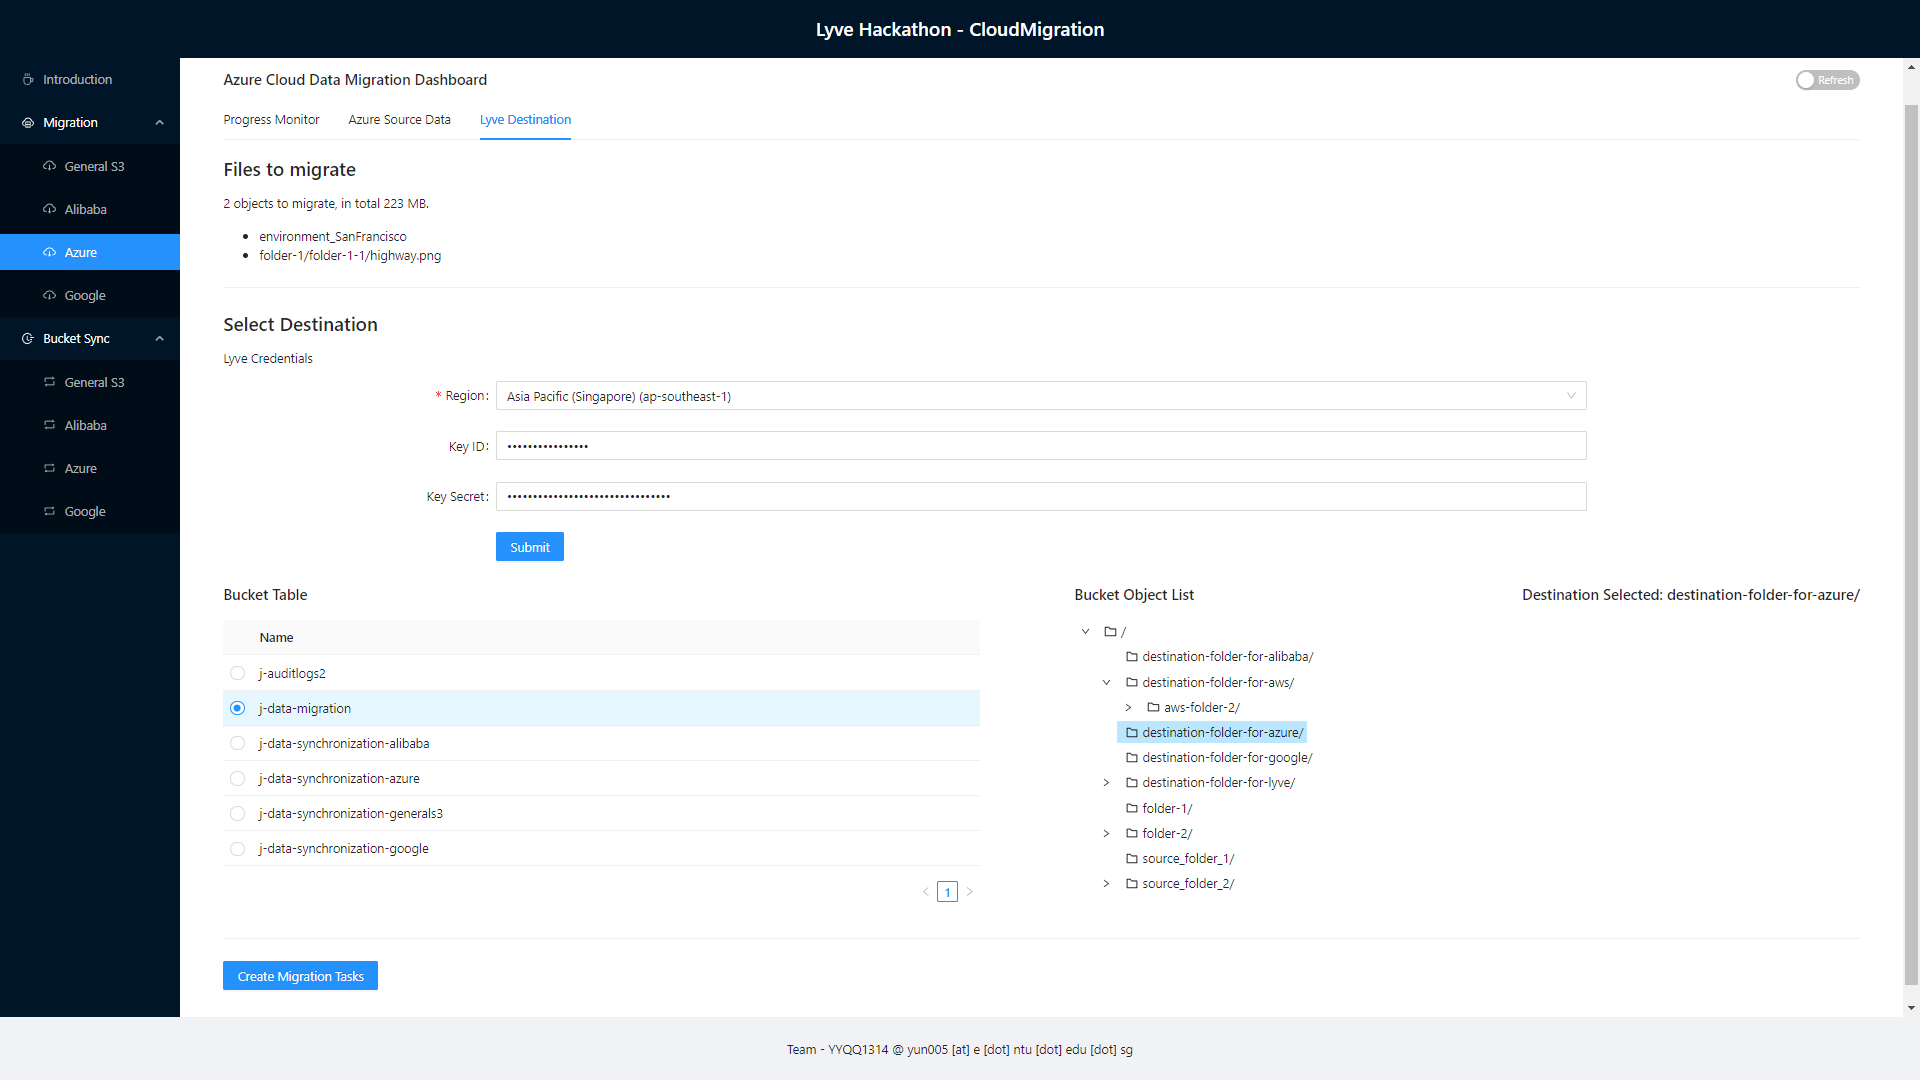 Lyve Hackathon - CloudMigration
Introduction
Migration
General S3
Alibaba
Azure
Google
Bucket Sync
General S3
Alibaba
Azure
Google
Azure Cloud Data Migration Dashboard
Refresh
Progress Monitor
Azure Source Data
Lyve Destination
Files to migrate
2 objects to migrate, in total 223 MB.
environment_SanFrancisco
folder-1/folder-1-1/highway.png
Select Destination
Lyve Credentials
* Region: Asia Pacific (Singapore) (ap-southeast-1)
Key ID: ••••••••••••••••
Key Secret: ••••••••••••••••••••••••••••••••
Submit
Bucket Table
Name
j-auditlogs2
j-data-migration
j-data-synchronization-alibaba
j-data-synchronization-azure
j-data-synchronization-generals3
j-data-synchronization-google
1
Bucket Object List
Destination Selected: destination-folder-for-azure/
/
destination-folder-for-alibaba/
destination-folder-for-aws/
aws-folder-2/
destination-folder-for-azure/
destination-folder-for-google/
destination-folder-for-lyve/
folder-1/
folder-2/
source_folder_1/
source_folder_2/
Create Migration Tasks
Team - YYQQ1314 @ yun005 [at] e [dot] ntu [dot] edu [dot] sg